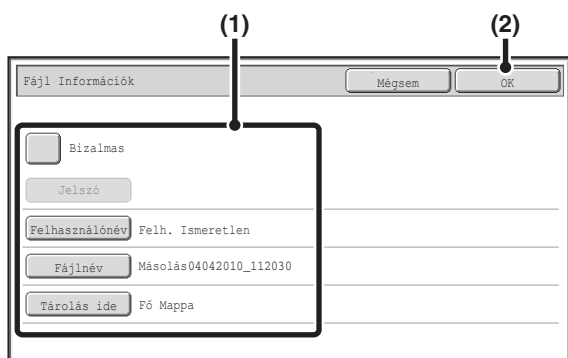 (1) (2)
Fájl Információk Mégsem OK
Bizalmas
Jelszó
Felhasználónév Felh. Ismeretlen
Fájlnév Másolás04042010_112030
Tárolás ide Fő Mappa